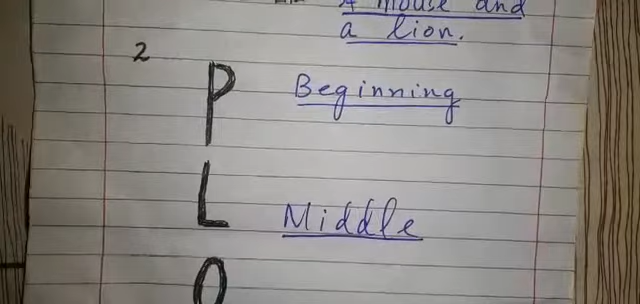 A mouse and
a lion.
2
P Beginning
L Middle
O